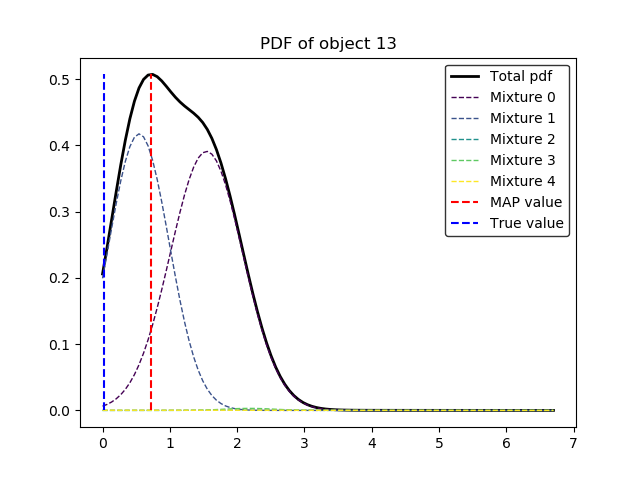 PDF of object 13
Total pdf
Mixture 0
Mixture 1
Mixture 2
Mixture 3
Mixture 4
MAP value
True value
0.5
0.4
0.3
0.2
0.1
0.0
0 1 2 3 4 5 6 7